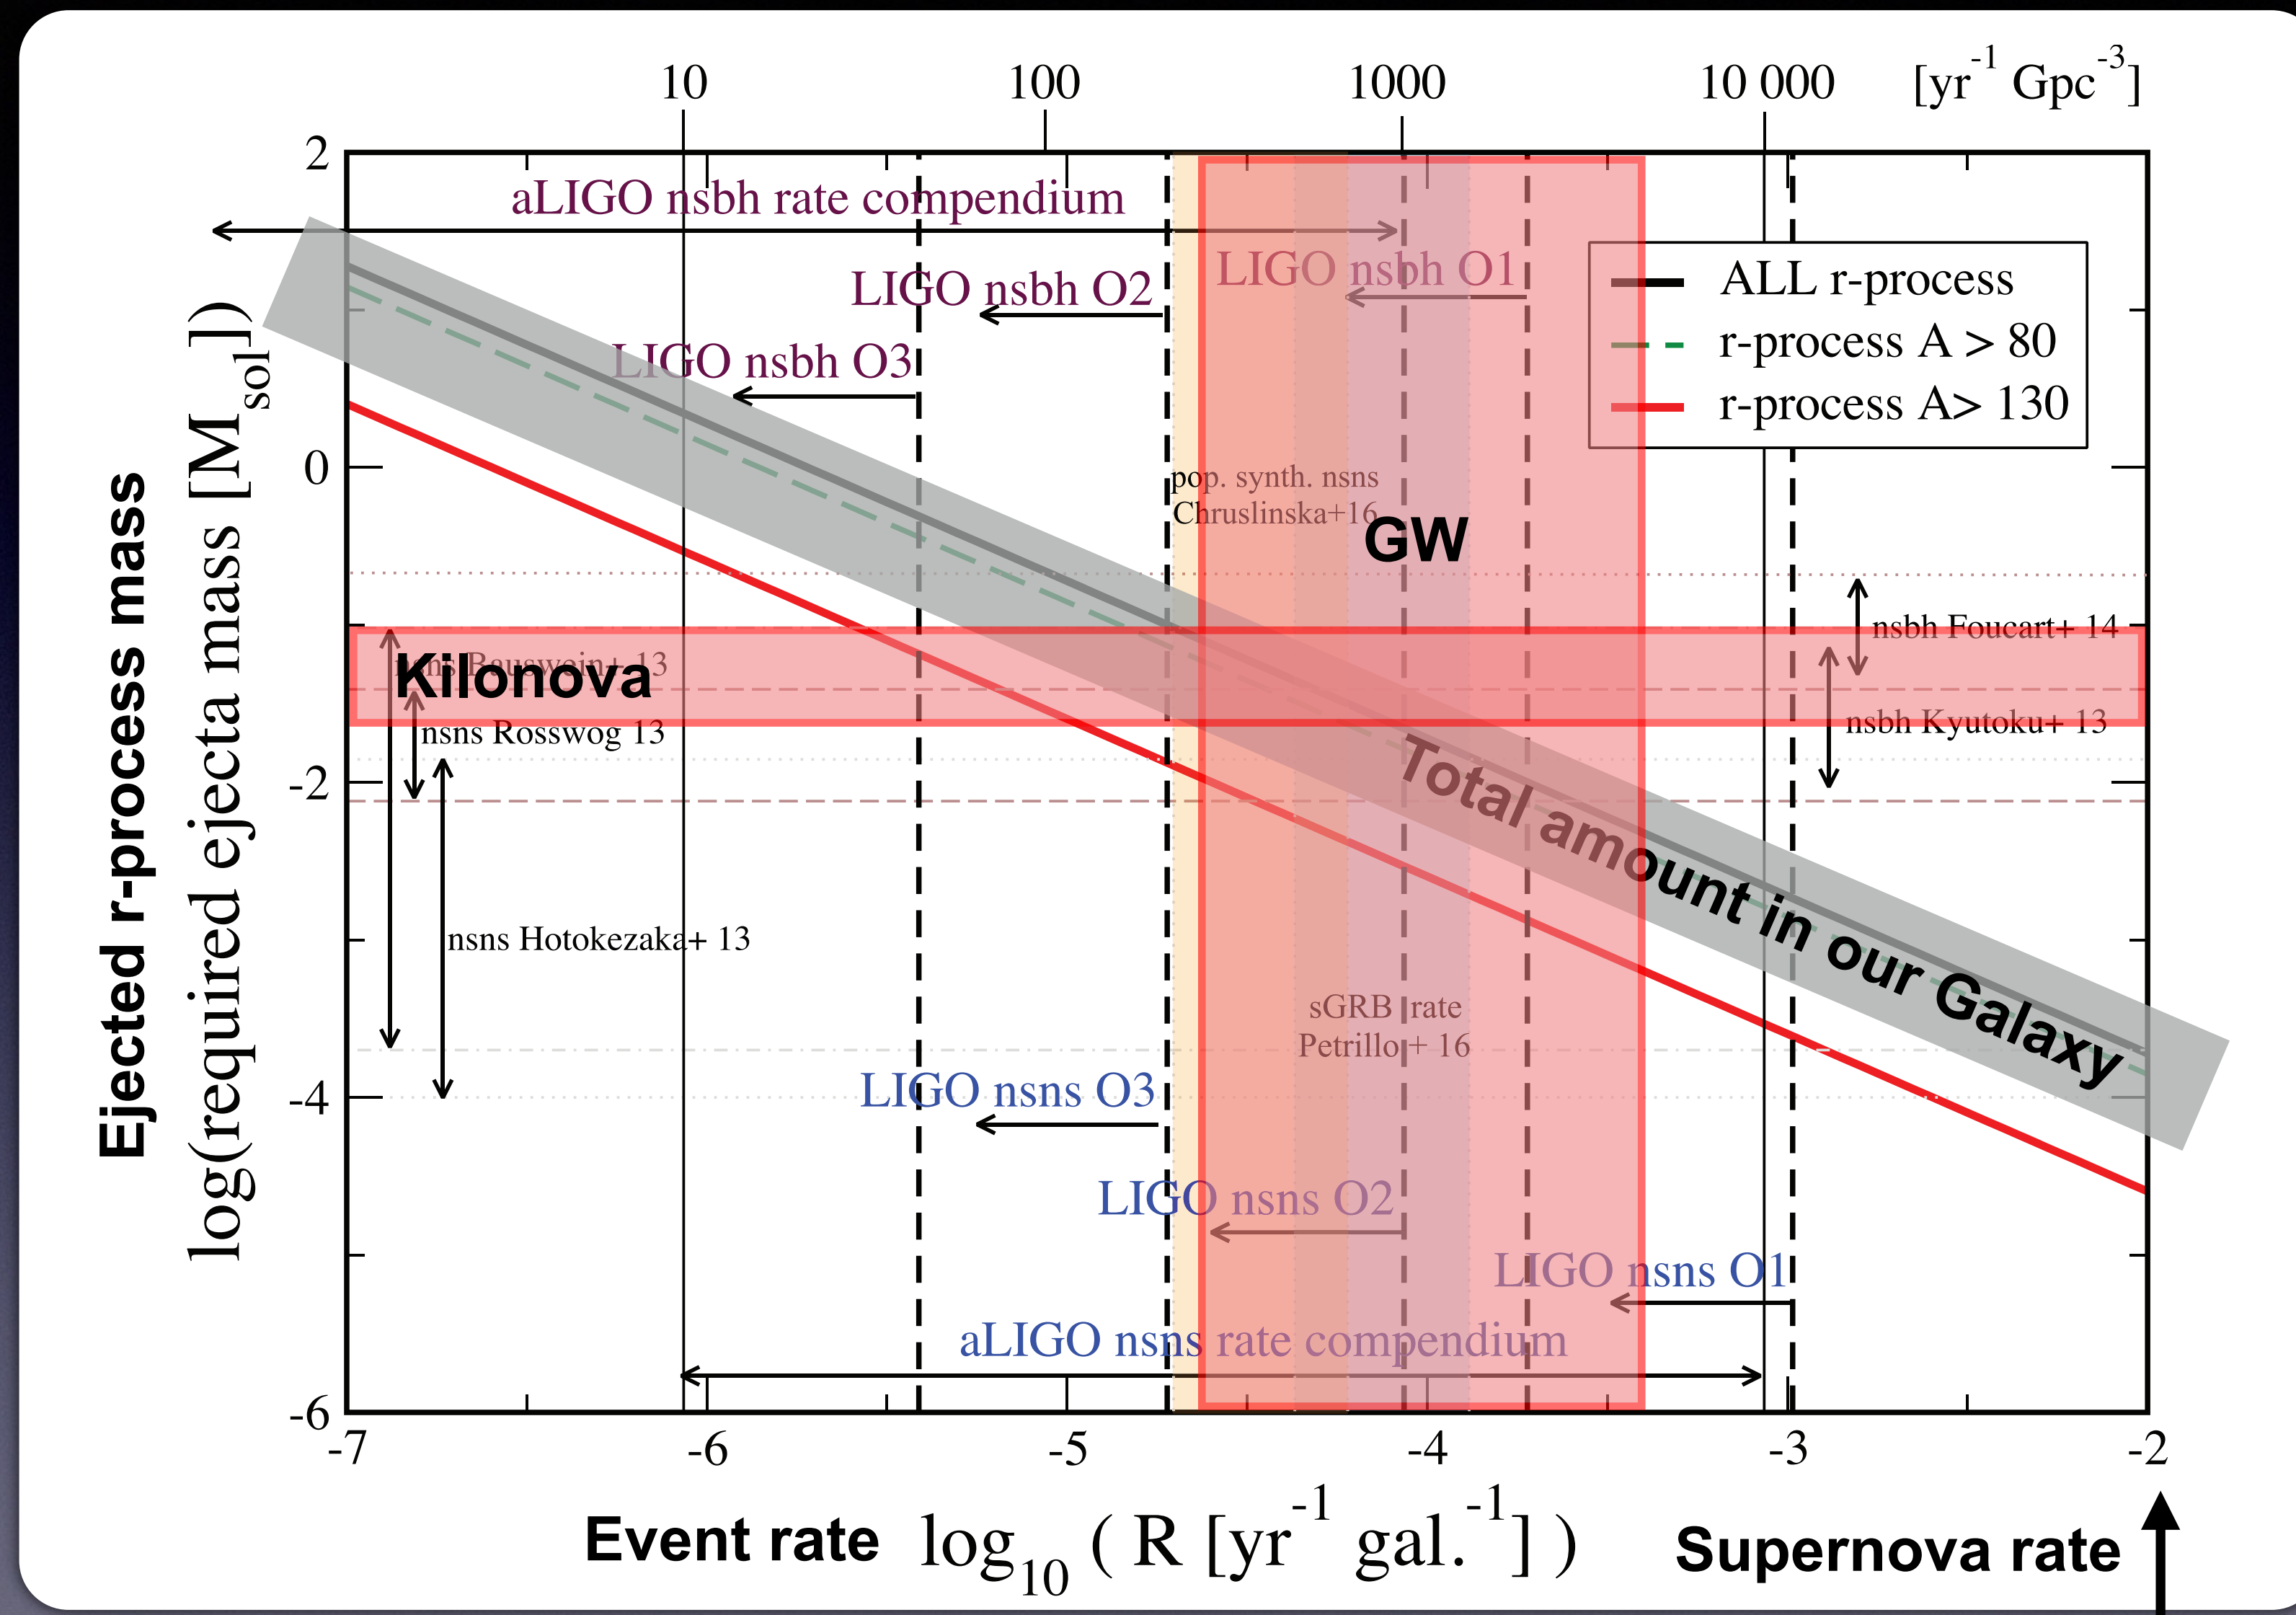 10 100 1000 10 000 [yr-1 Gpc-3]
2
aLIGO nsbh rate compendium
LIGO nsbh O1
LIGO nsbh O2
LIGO nsbh O3
ALL r-process
r-process A > 80
r-process A> 130
0
pop. synth. nsns
Chruslinska+16
GW
nsbh Foucart+ 14
nsns Bauswein+ 13
Kilonova
nsbh Kyutoku+ 13
nsns Rosswog 13
-2
Total amount in our Galaxy
nsns Hotokezaka+ 13
sGRB rate
Petrillo + 16
-4
LIGO nsns O3
LIGO nsns O2
LIGO nsns O1
aLIGO nsns rate compendium
-6
-7 -6 -5 -4 -3 -2
Ejected r-process mass
log(required ejecta mass [Msol])
Event rate log10 ( R [yr-1 gal.-1] )
Supernova rate